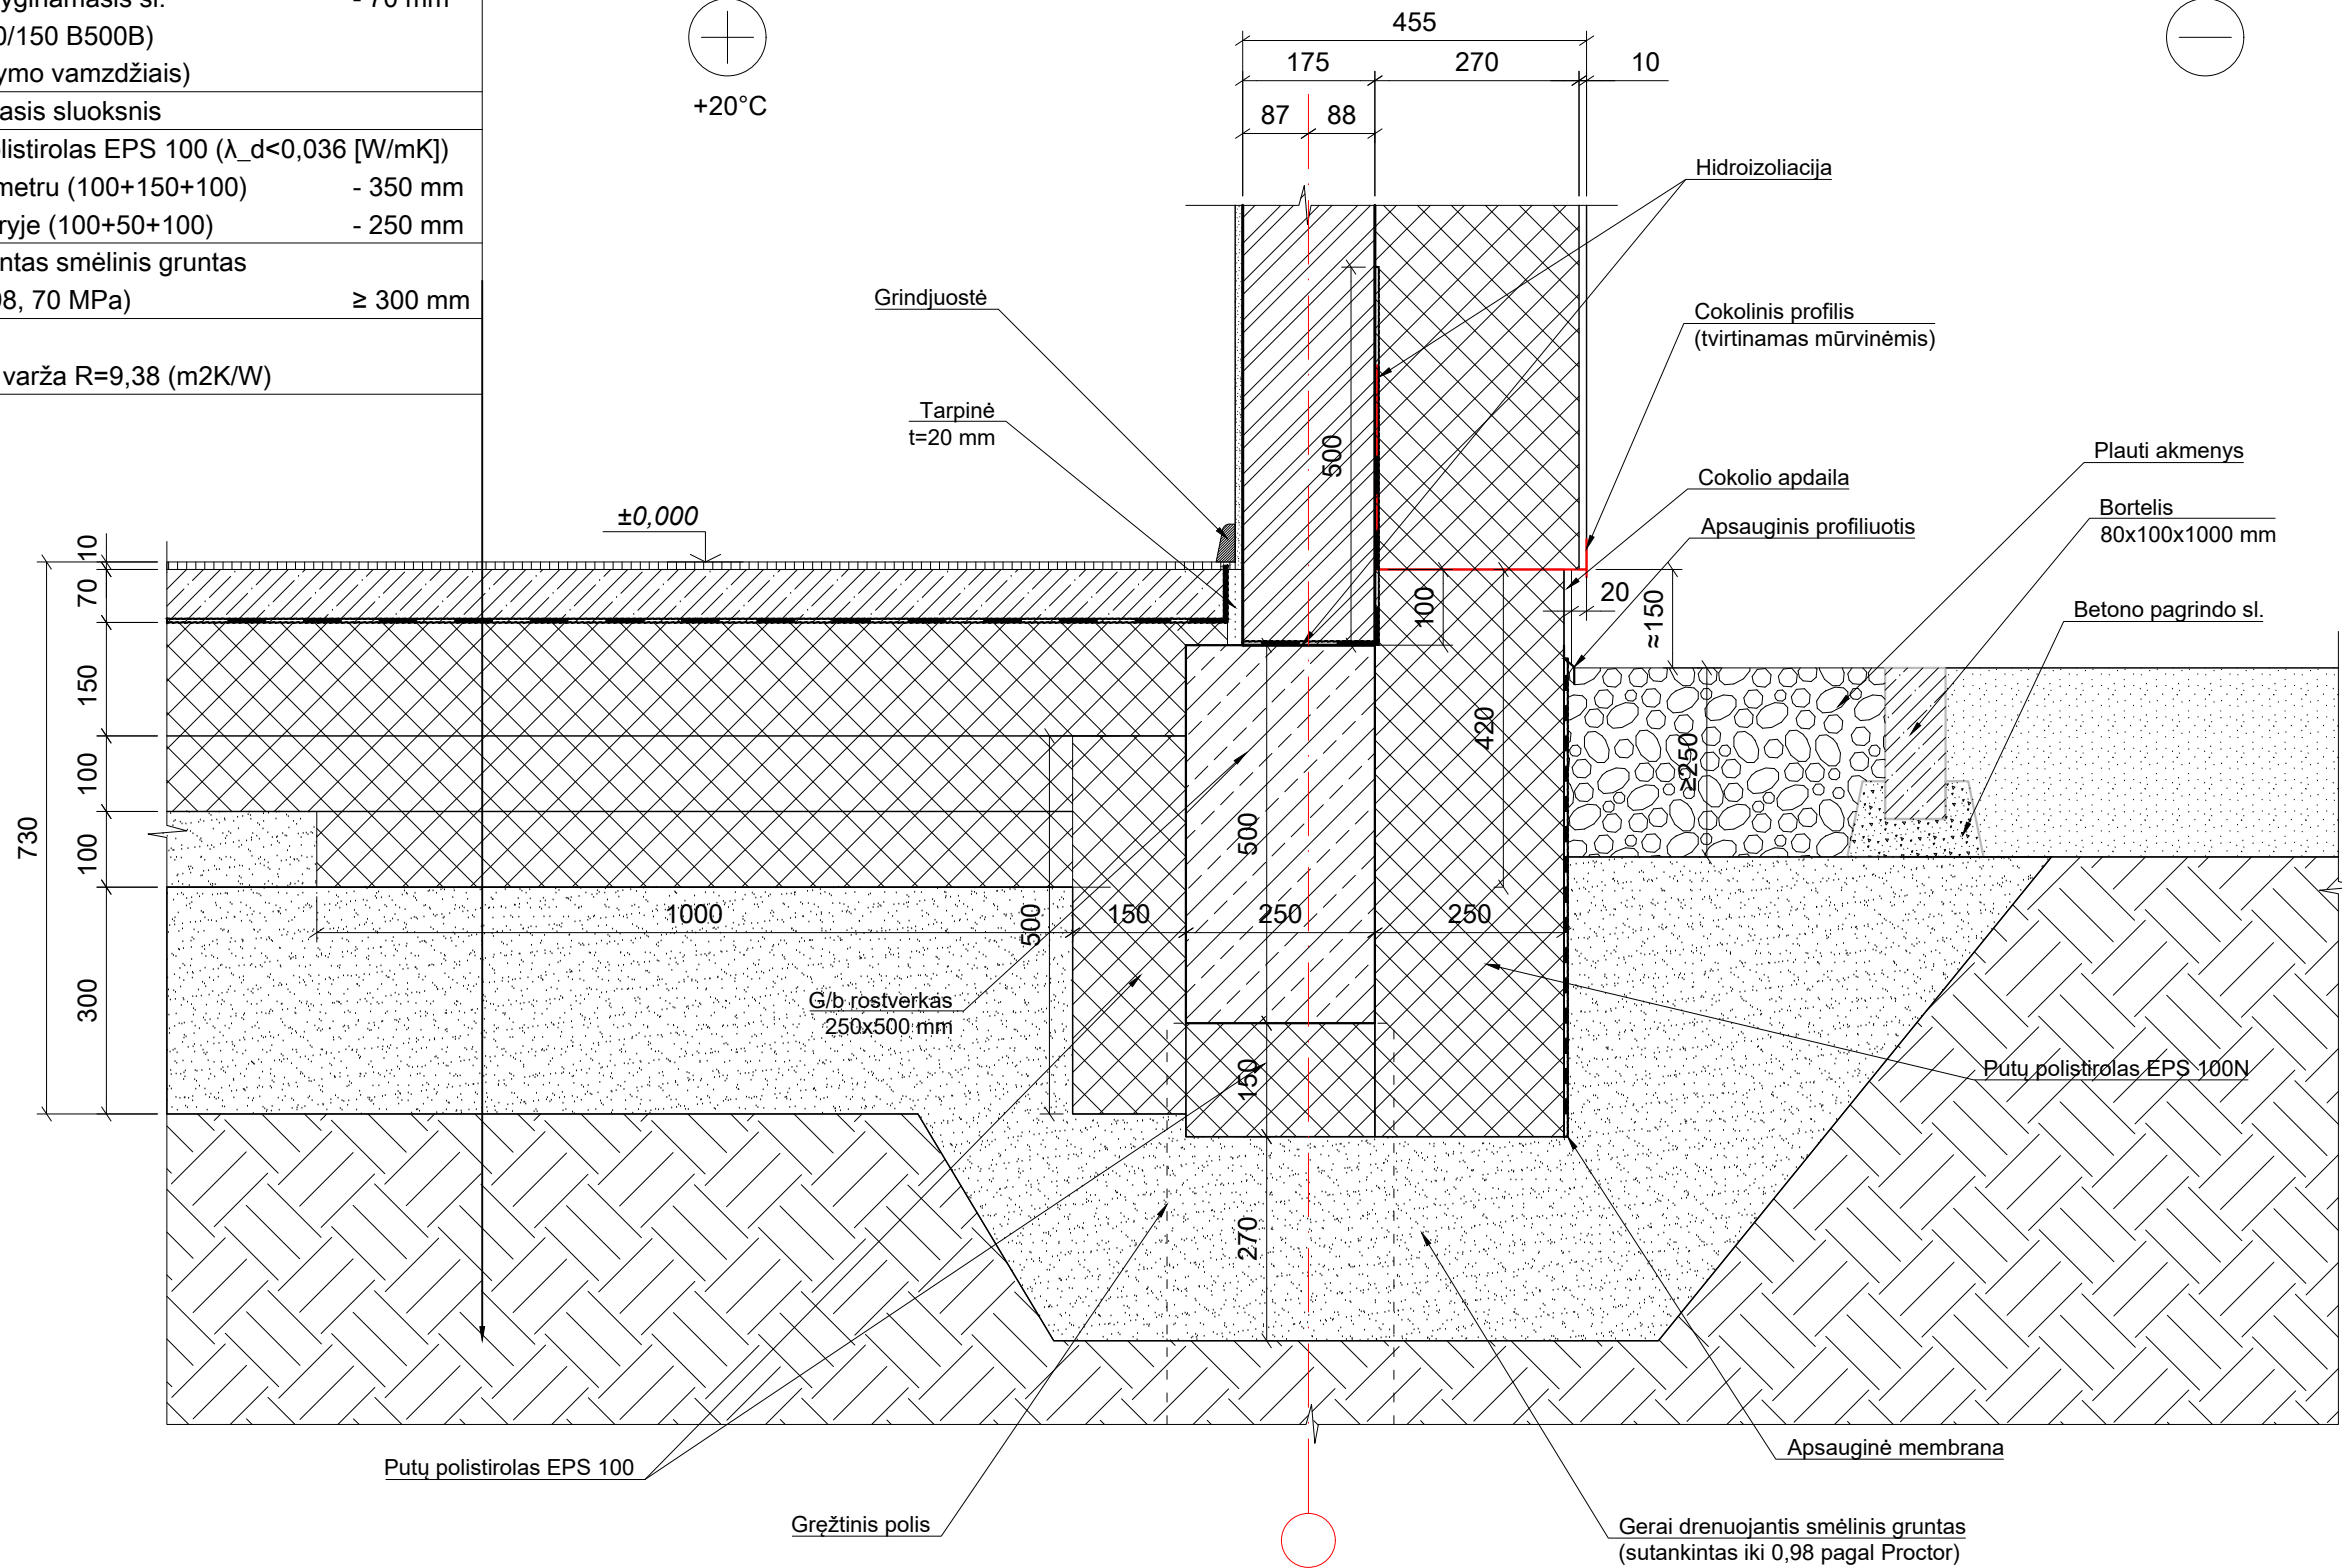 yginamasis sl. - 70 mm
0/150 B500B)
ymo vamzdžiais)
asis sluoksnis
olistirolas EPS 100 (λ_d<0,036 [W/mK])
metru (100+150+100) - 350 mm
ryje (100+50+100) - 250 mm
ntas smėlinis gruntas
98, 70 MPa) ≥ 300 mm
varža R=9,38 (m2K/W)
+20°C
455
175 270 10
87 88
Hidroizoliacija
Grindjuostė
Cokolinis profilis
(tvirtinamas mūrvinėmis)
Tarpinė
t=20 mm
500
Plauti akmenys
Cokolio apdaila
Bortelis
80x100x1000 mm
Apsauginis profiliuotis
±0,000
10
70
100
20
≈150
Betono pagrindo sl.
150
420
≥250
100
730
100
500
1000
500
150 250 250
300
G/b rostverkas
250x500 mm
150
Putų polistirolas EPS 100N
270
Apsauginė membrana
Putų polistirolas EPS 100
Gręžtinis polis
Gerai drenuojantis smėlinis gruntas
(sutankintas iki 0,98 pagal Proctor)